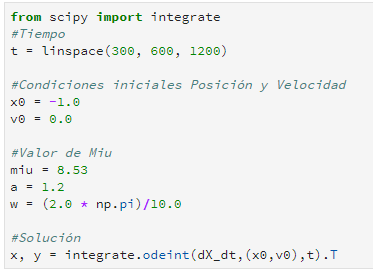 from scipy import integrate
#Tiempo
t = linspace(300, 600, 1200)
#Condiciones iniciales Posición y Velocidad
x0 = -1.0
v0 = 0.0
#Valor de Miu
miu = 8.53
a = 1.2
w = (2.0 * np.pi)/10.0
#Solución
x, y = integrate.odeint(dX_dt,(x0,v0),t).T